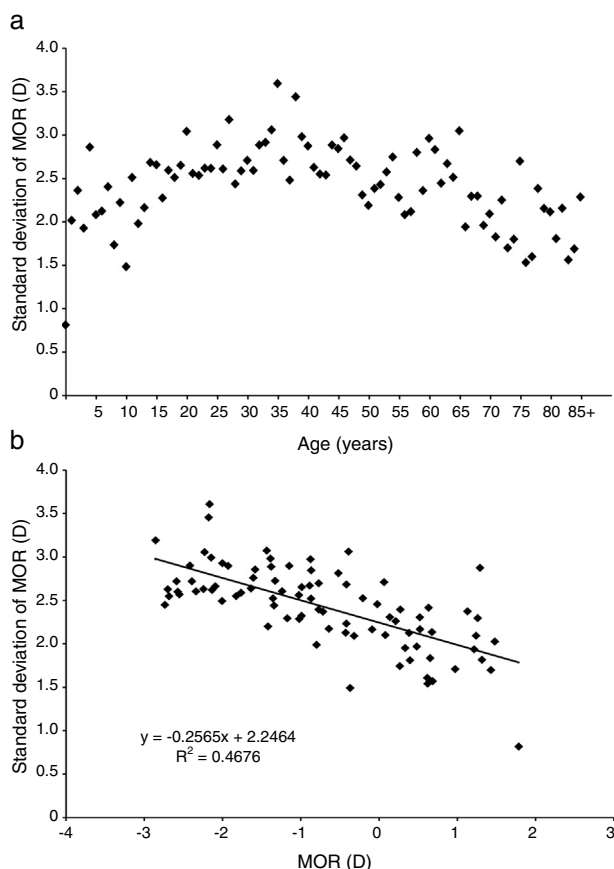 a
Standard deviation of MOR (D)
4.0
3.5
3.0
2.5
2.0
1.5
1.0
0.5
0
5 10 15 20 25 30 35 40 45 50 55 60 65 70 75 80 85+
Age (years)
b
Standard deviation of MOR (D)
4.0
3.5
3.0
2.5
2.0
1.5
1.0
0.5
0
y = -0.2565x + 2.2464
R² = 0.4676
-4 -3 -2 -1 0 1 2 3
MOR (D)